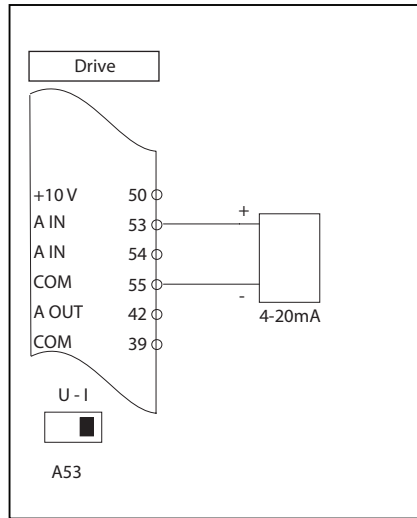 Drive
+10 V 50
A IN 53
A IN 54
COM 55
A OUT 42
COM 39
+
-
4-20mA
U - I
A53